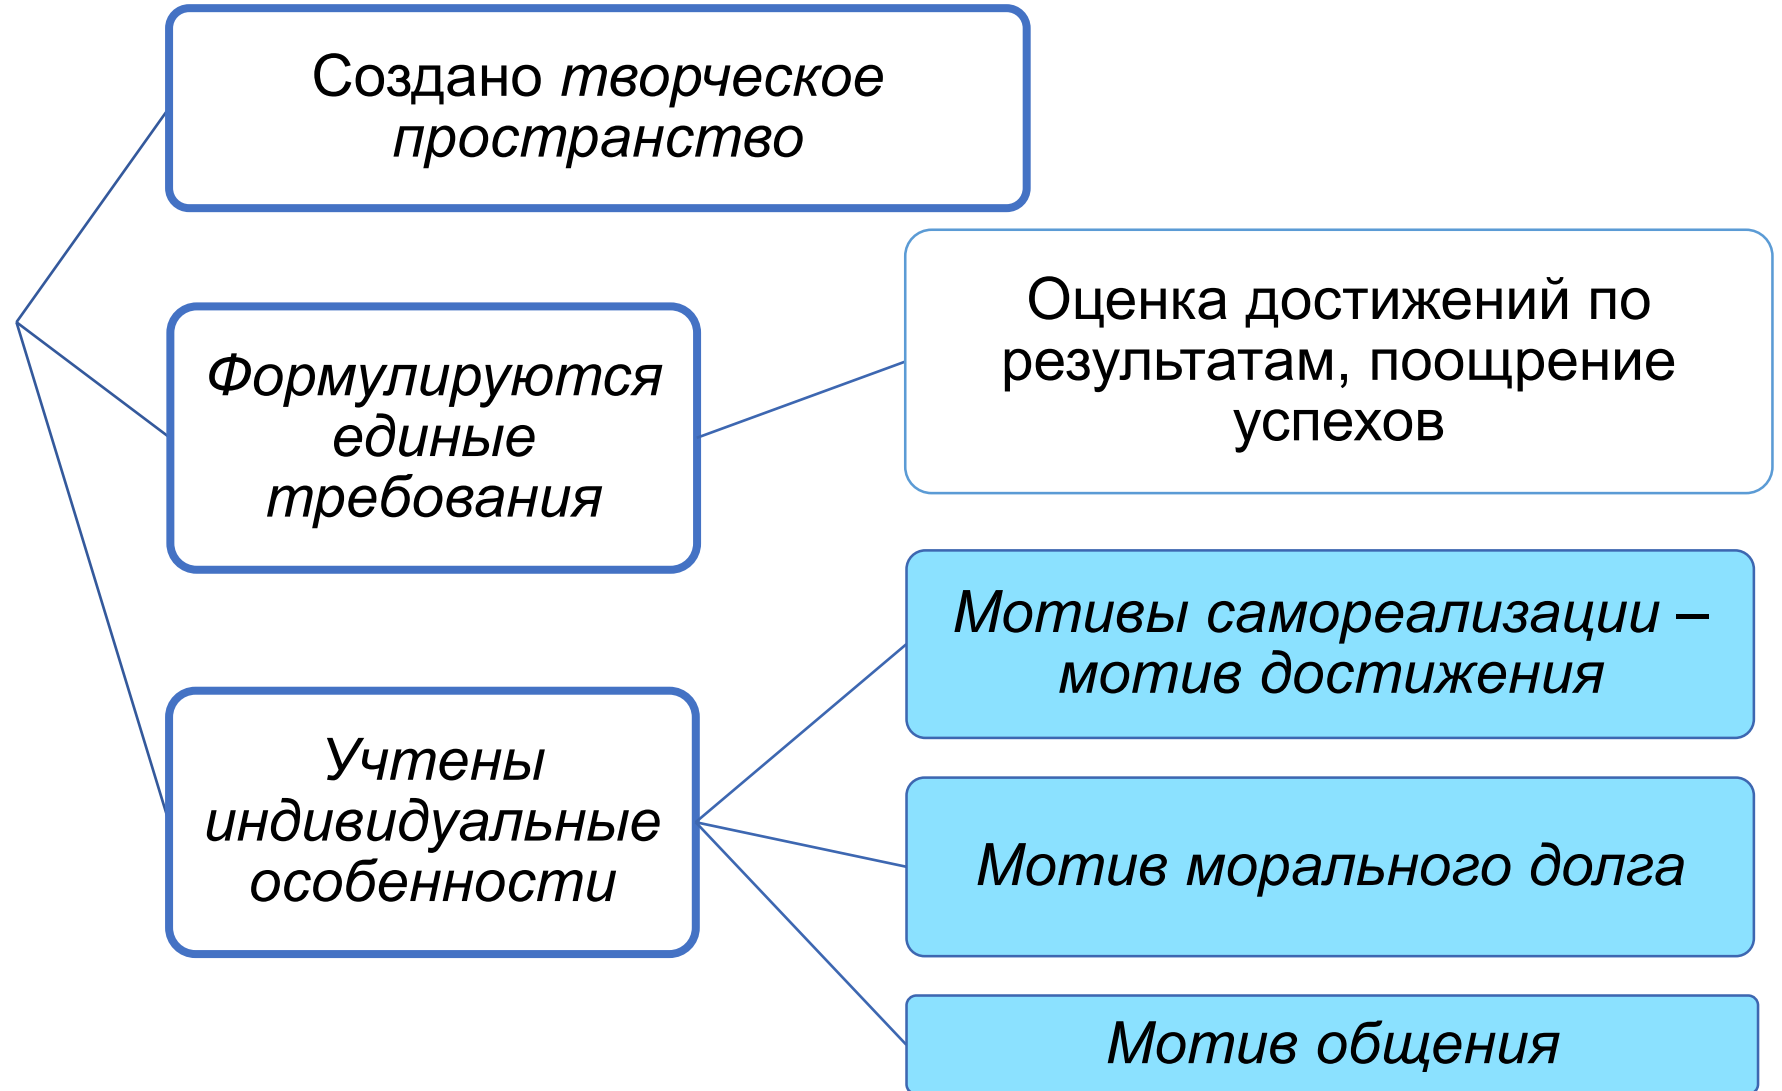 Создано творческое
пространство
Формулируются
единые
требования
Оценка достижений по
результатам, поощрение
успехов
Учтены
индивидуальные
особенности
Мотивы самореализации –
мотив достижения
Мотив морального долга
Мотив общения